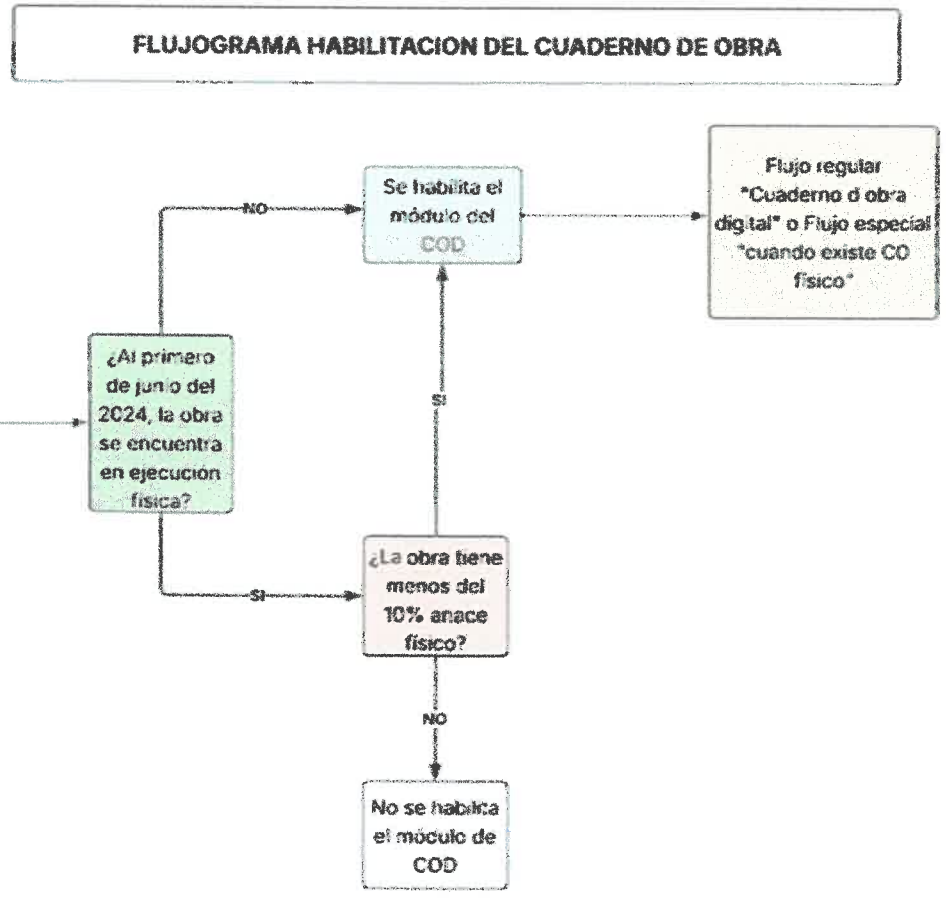 FLUJOGRAMA HABILITACION DEL CUADERNO DE OBRA
Se habilita el
módulo del
COD
Flujo regular
"Cuaderno d obra
digital" o Flujo especial
"cuando existe CO
físico"
NO
¿Al primero
de junio del
2024, la obra
se encuentra
en ejecución
física?
SI
SI
¿La obra tiene
menos del
10% anace
físico?
NO
No se habilita
el módulo de
COD